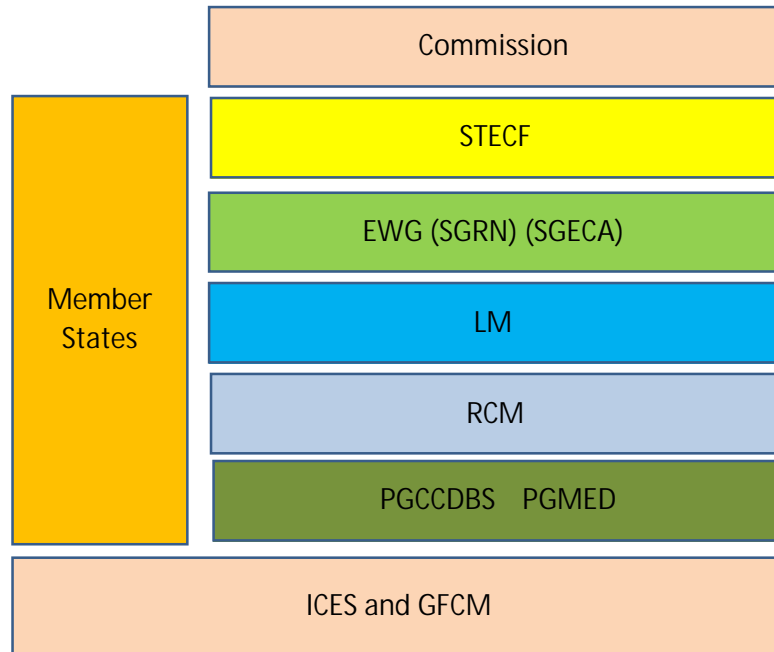 Commission
STECF
EWG (SGRN) (SGECA)
Member
States
LM
RCM
PGCCDBS PGMED
ICES and GFCM